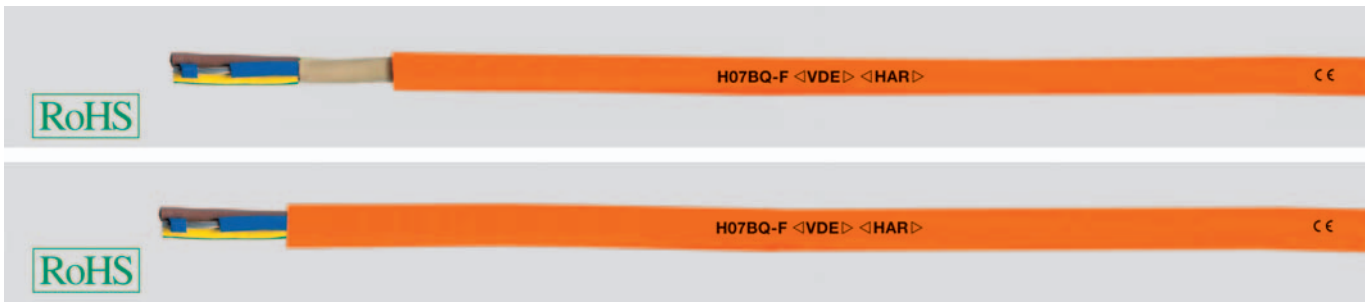 H07BQ-F ◁VDE▷ ◁HAR▷ CE
RoHS
H07BQ-F ◁VDE▷ ◁HAR▷ CE
RoHS